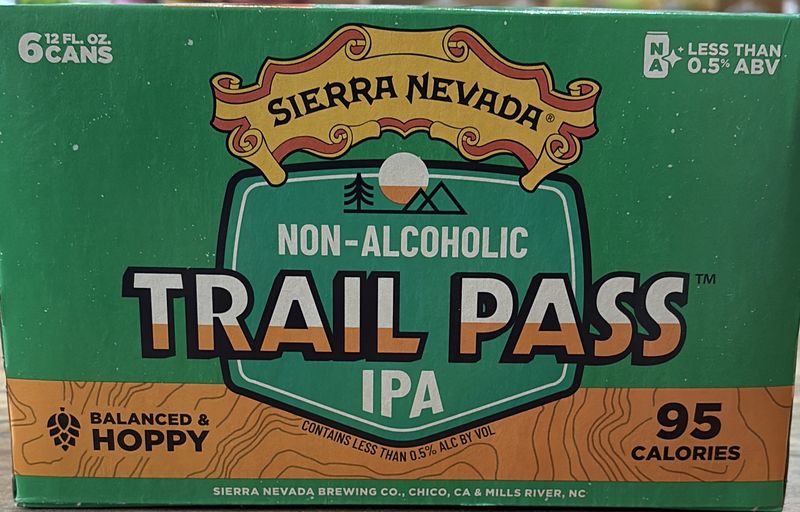 6 12 FL. OZ.
CANS
NA LESS THAN
0.5% ABV
SIERRA NEVADA®
NON-ALCOHOLIC
TRAIL PASS™
IPA
CONTAINS LESS THAN 0.5% ALC BY VOL
BALANCED &
HOPPY
95
CALORIES
SIERRA NEVADA BREWING CO., CHICO, CA & MILLS RIVER, NC